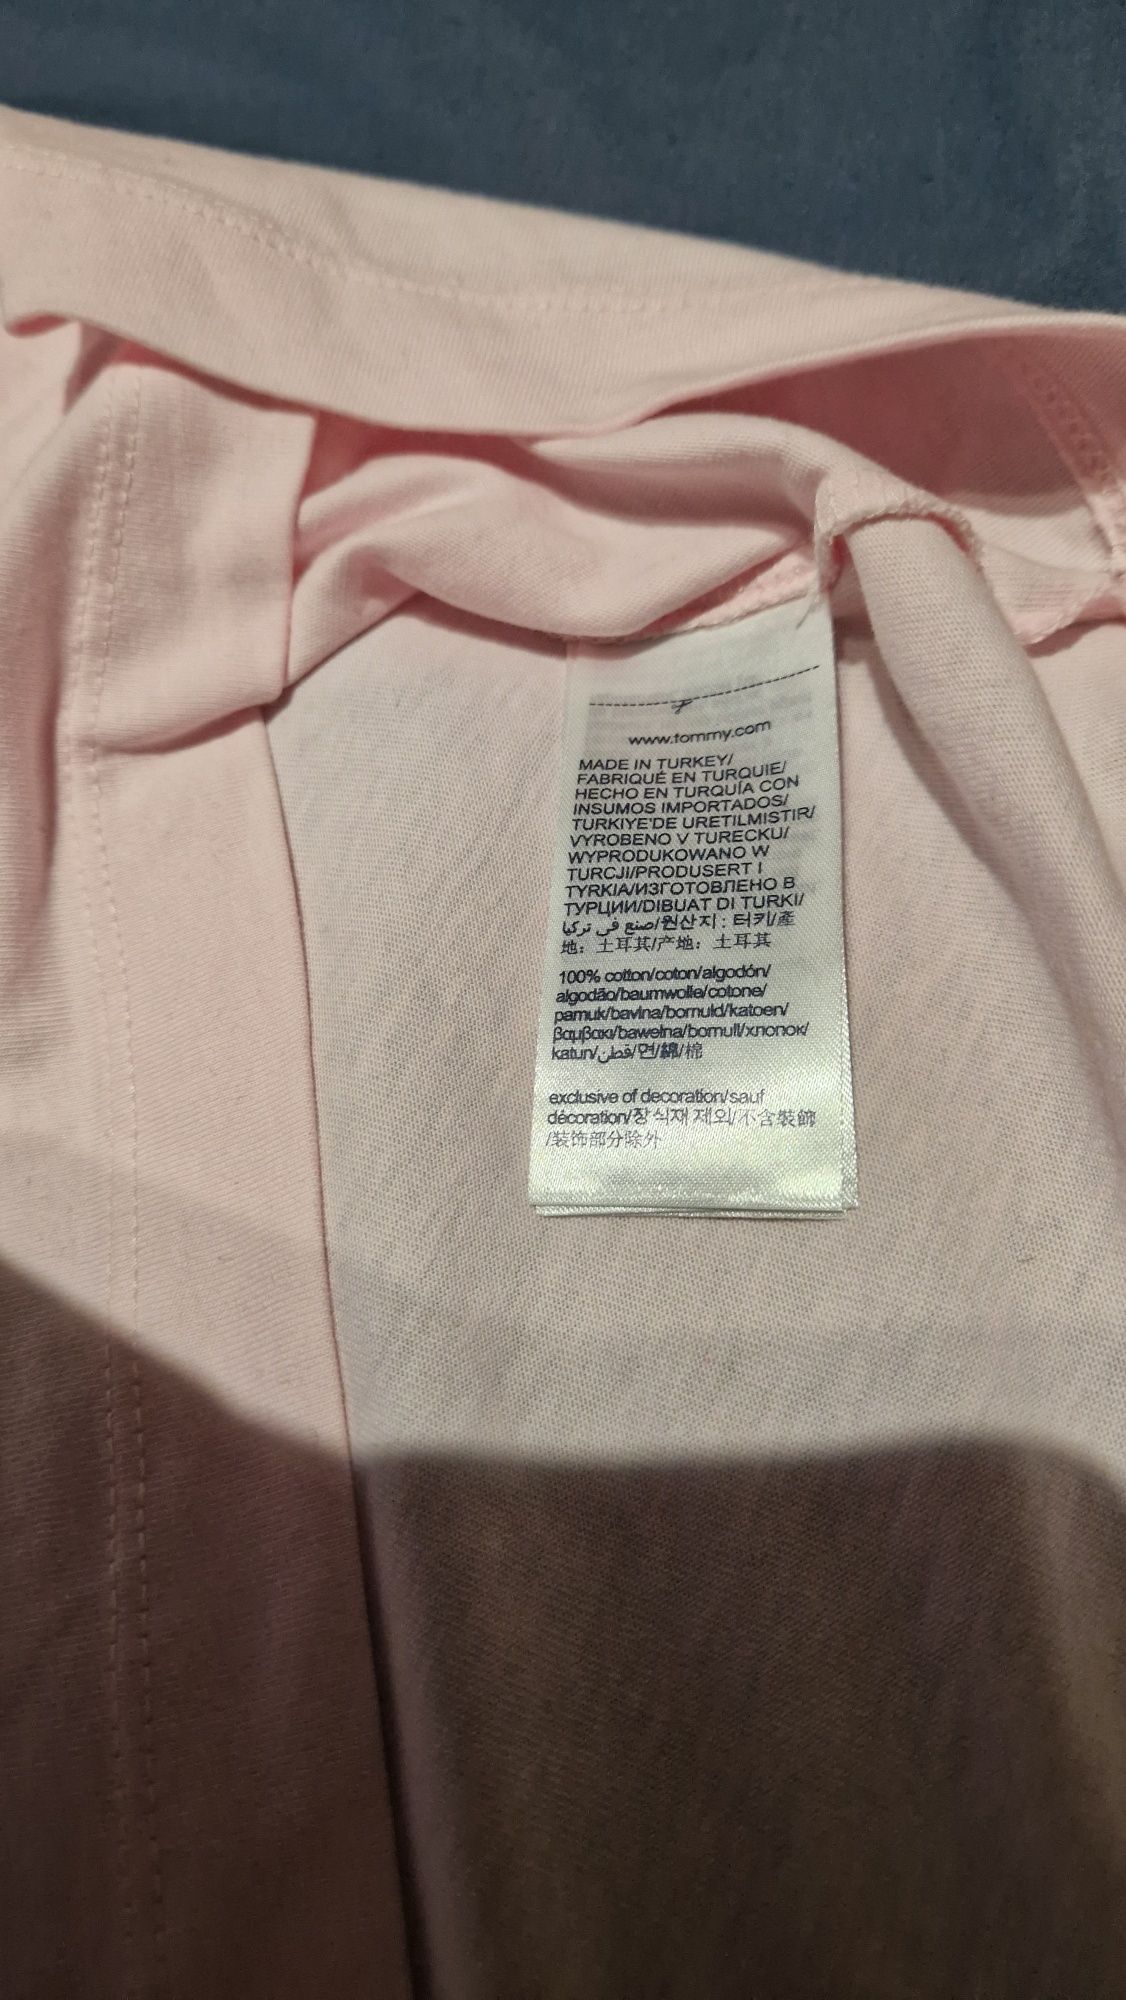 www.tommy.com
MADE IN TURKEY/
FABRIQUÉ EN TURQUIE/
HECHO EN TURQUÍA CON
INSUMOS IMPORTADOS/
TURKIYE'DE URETILMISTIR/
VYROBENO V TURECKU/
WYPRODUKOWANO W
TURCJI/PRODUSERT I
TYRKIA/ИЗГОТОВЛЕНО В
ТУРЦИИ/DIBUAT DI TURKI/
صنع في تركيا/원산지 : 터키/產
地：土耳其/产地：土耳其
100% cotton/coton/algodón/
algodão/baumwolle/cotone/
pamuk/bavlna/bomuld/katoen/
βαμβακι/bawełna/bomull/хлопок/
katun/قطن/면/綿/棉
exclusive of decoration/sauf
décoration/장식재 제외/不含裝飾
/装饰部分除外